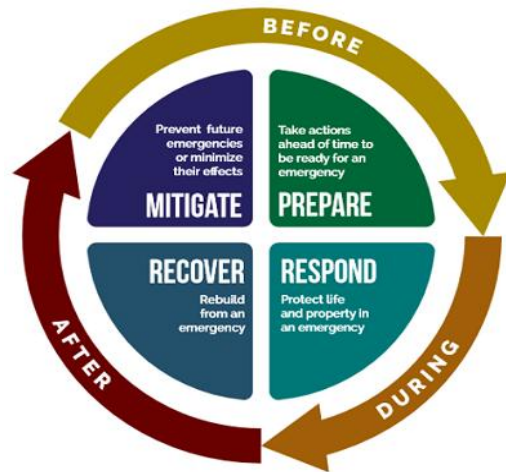 BEFORE
Prevent future
emergencies
or minimize
their effects
MITIGATE
Take actions
ahead of time to
be ready for an
emergency
PREPARE
RECOVER
Rebuild
from an
emergency
RESPOND
Protect life
and property in
an emergency
AFTER
DURING